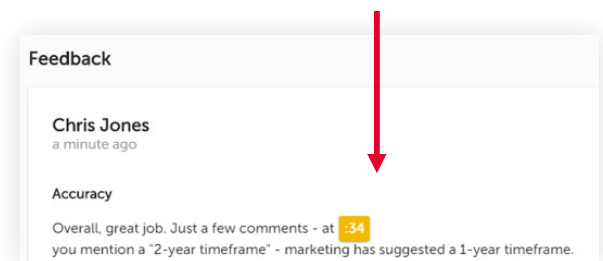 Feedback
Chris Jones
a minute ago
Accuracy
Overall, great job. Just a few comments - at :34
you mention a "2-year timeframe" - marketing has suggested a 1-year timeframe.